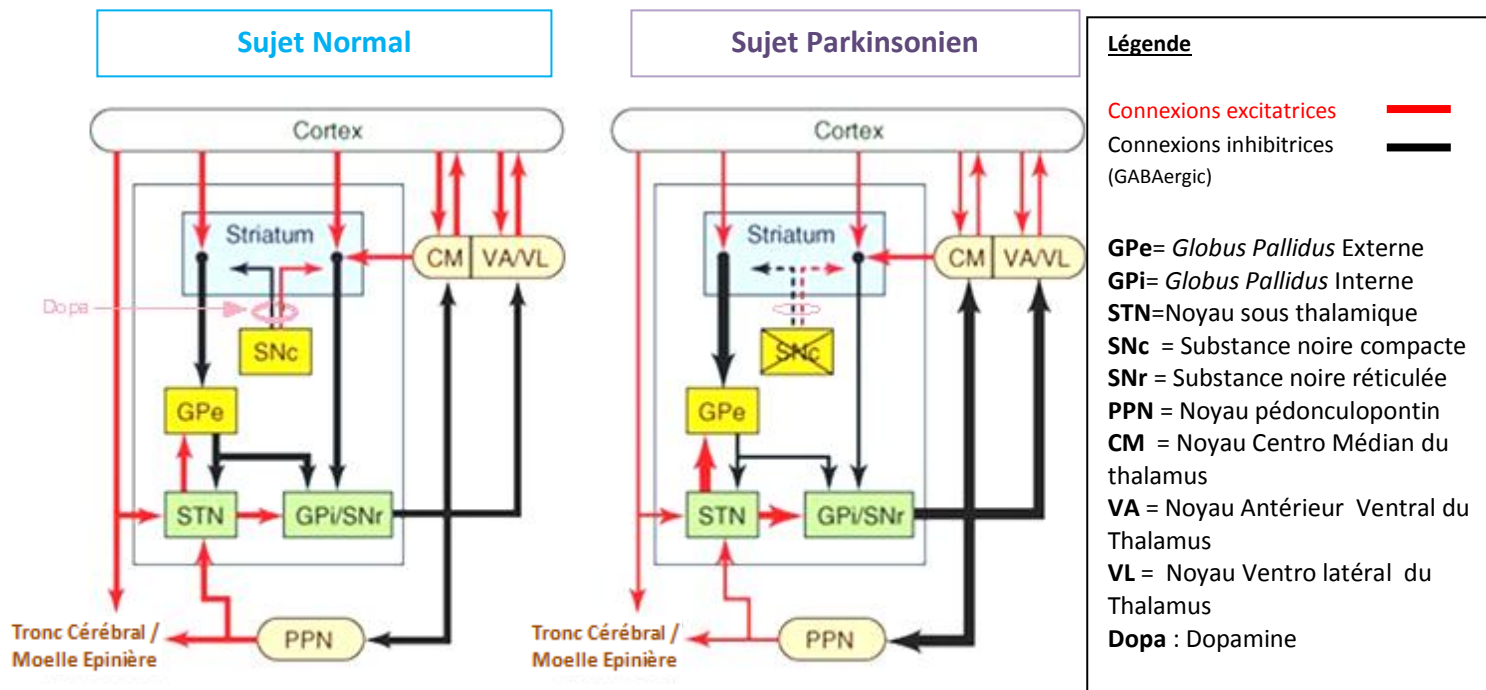 Sujet Normal
Cortex
Striatum
CM
VA/VL
Dopa
SNc
GPe
STN
GPi/SNr
PPN
Tronc Cérébral /
Moelle Epinière
Sujet Parkinsonien
Cortex
Striatum
CM
VA/VL
SNc
GPe
STN
GPi/SNr
PPN
Tronc Cérébral /
Moelle Epinière
Légende
Connexions excitatrices
Connexions inhibitrices
(GABAergic)
GPe= Globus Pallidus Externe
GPi= Globus Pallidus Interne
STN=Noyau sous thalamique
SNc = Substance noire compacte
SNr = Substance noire réticulée
PPN = Noyau pédonculopontin
CM = Noyau Centro Médian du
thalamus
VA = Noyau Antérieur Ventral du
Thalamus
VL = Noyau Ventro latéral du
Thalamus
Dopa : Dopamine